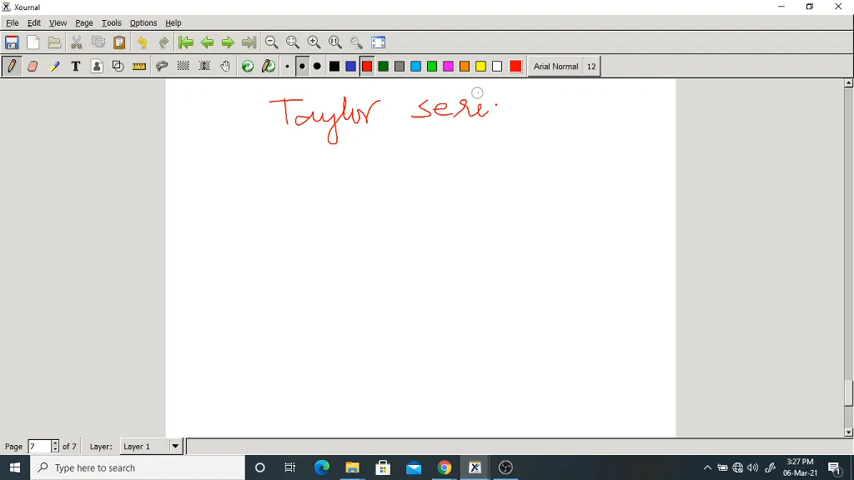 Xournal
File Edit View Page Tools Options Help
Arial Normal 12
Taylor seri
Page 7 of 7 Layer: Layer 1
Type here to search
3:27 PM
06-Mar-21